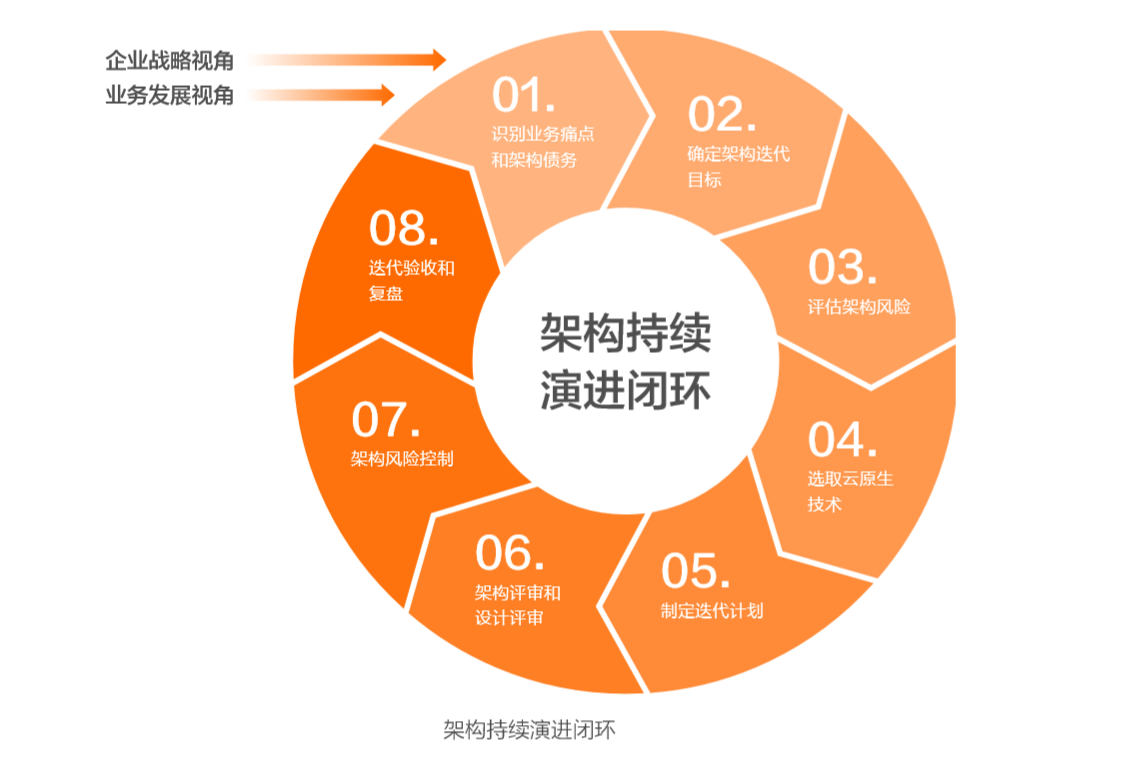 企业战略视角
业务发展视角
01.
识别业务痛点
和架构债务
02.
确定架构迭代
目标
03.
评估架构风险
04.
选取云原生
技术
05.
制定迭代计划
06.
架构评审和
设计评审
07.
架构风险控制
08.
迭代验收和
复盘
架构持续
演进闭环
架构持续演进闭环